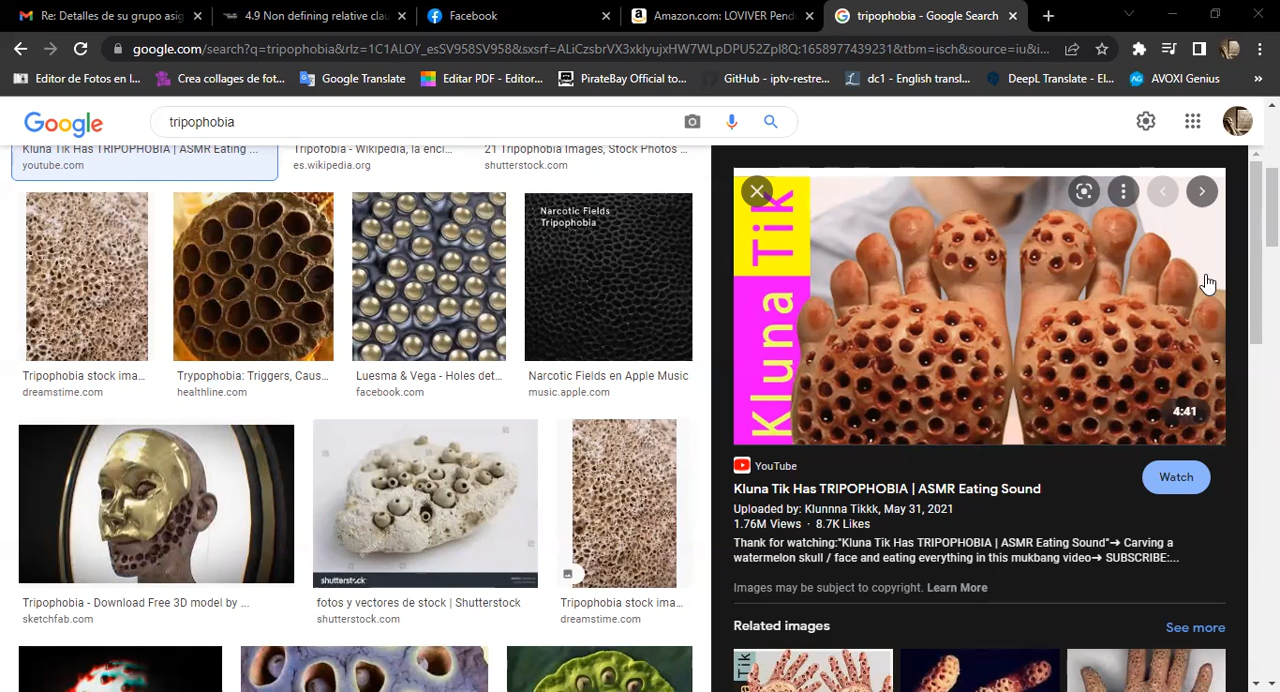 Re: Detalles de su grupo asig
4.9 Non defining relative clau
Facebook
Amazon.com: LOVIVER Pend
tripophobia - Google Search
google.com/search?q=tripophobia&rlz=1C1ALOY_esSV958SV958&sxsrf=ALiCzsbrVX3xklyujxHW7WLpDPU52ZpI8Q:1658977439231&tbm=isch&source=iu&i...
Editor de Fotos en l...
Crea collages de fot...
Google Translate
Editar PDF - Editor...
PirateBay Official to...
GitHub - iptv-restre...
dc1 - English transl...
DeepL Translate - El...
AVOXI Genius
»
Google
tripophobia
Kluna Tik Has TRIPOPHOBIA | ASMR Eating ...
youtube.com
Tripofobia - Wikipedia, la enci...
es.wikipedia.org
21 Tripophobia Images, Stock Photos ...
shutterstock.com
Narcotic Fields
Tripophobia
Tripophobia stock ima...
dreamstime.com
Trypophobia: Triggers, Caus...
healthline.com
Luesma & Vega - Holes det...
facebook.com
Narcotic Fields en Apple Music
music.apple.com
shutterstock
Tripophobia - Download Free 3D model by ...
sketchfab.com
fotos y vectores de stock | Shutterstock
shutterstock.com
Tripophobia stock ima...
dreamstime.com
Kluna Tik
4:41
YouTube
Watch
Kluna Tik Has TRIPOPHOBIA | ASMR Eating Sound
Uploaded by: Klunnna Tikkk, May 31, 2021
1.76M Views · 8.7K Likes
Thank for watching:"Kluna Tik Has TRIPOPHOBIA | ASMR Eating Sound"➔ Carving a
watermelon skull / face and eating everything in this mukbang video➔ SUBSCRIBE:...
Images may be subject to copyright. Learn More
Related images
See more
Tik